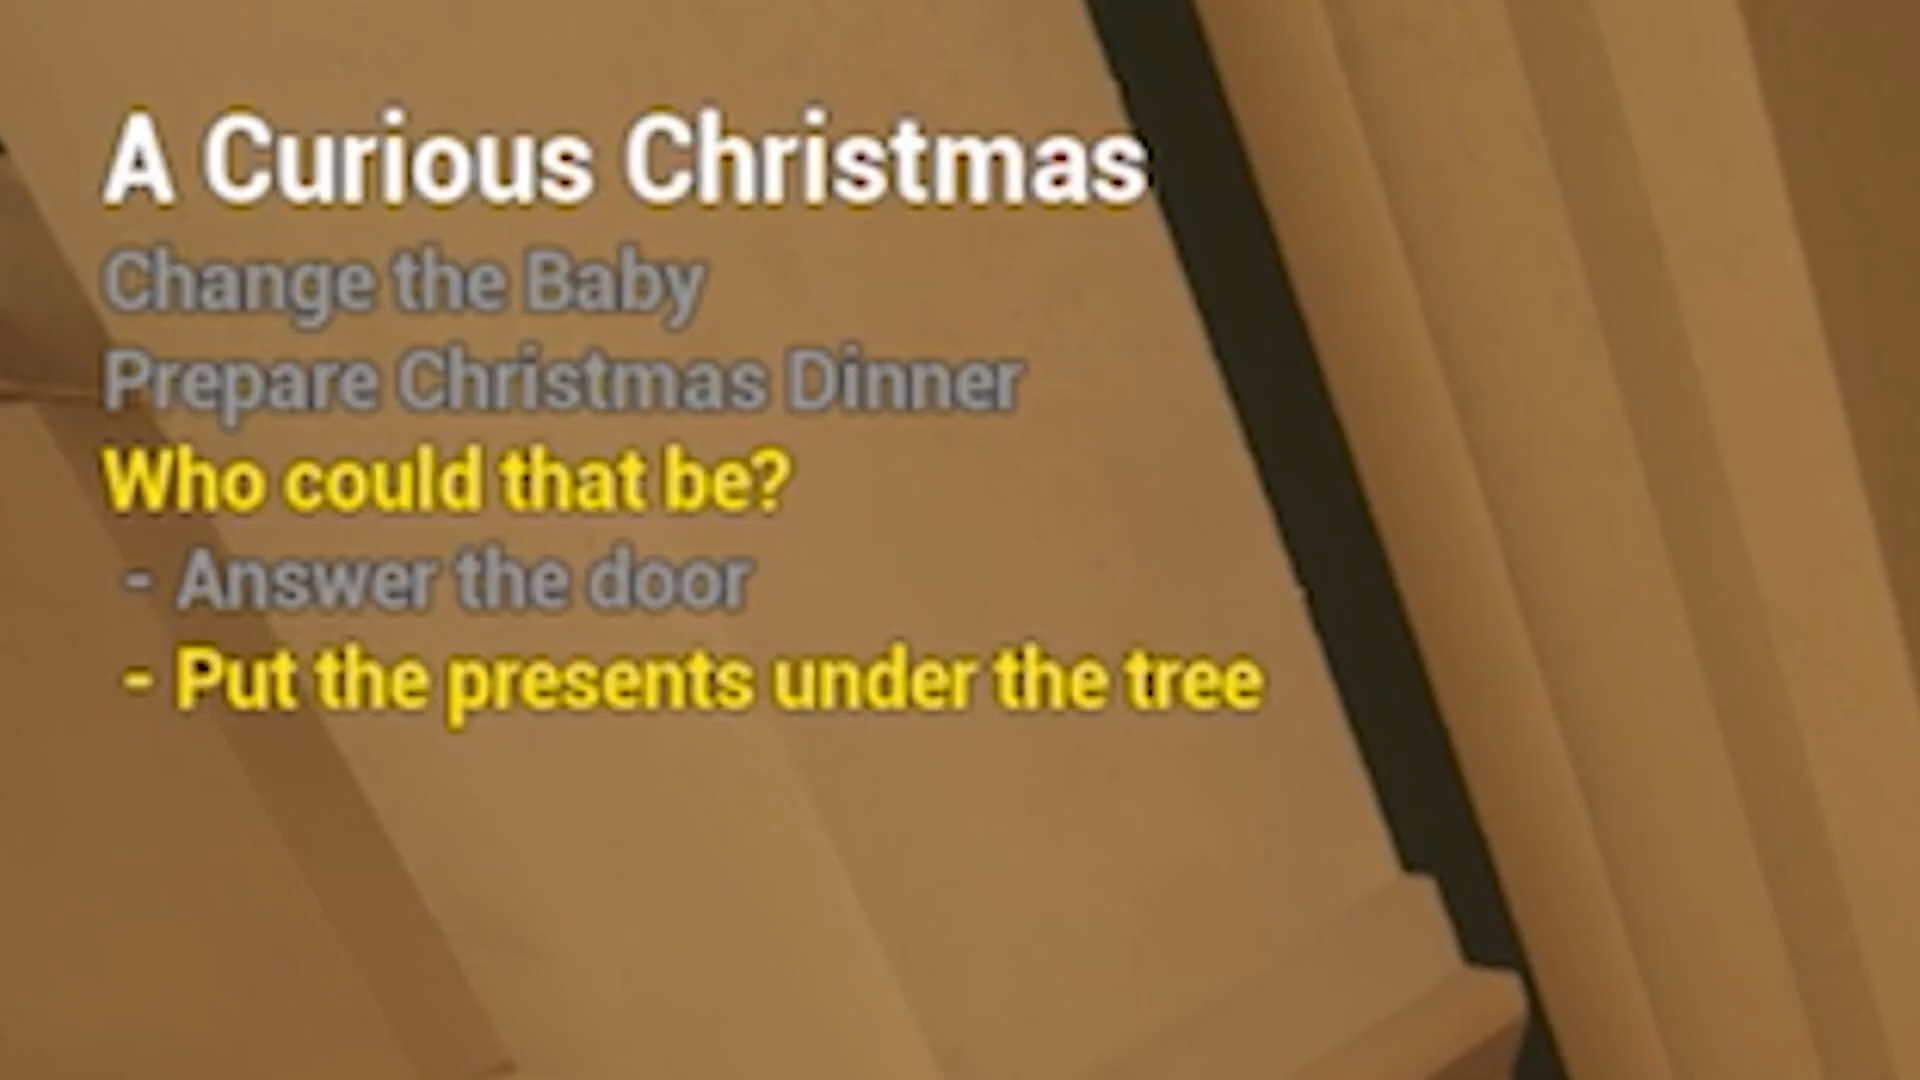 A Curious Christmas
Change the Baby
Prepare Christmas Dinner
Who could that be?
- Answer the door
- Put the presents under the tree